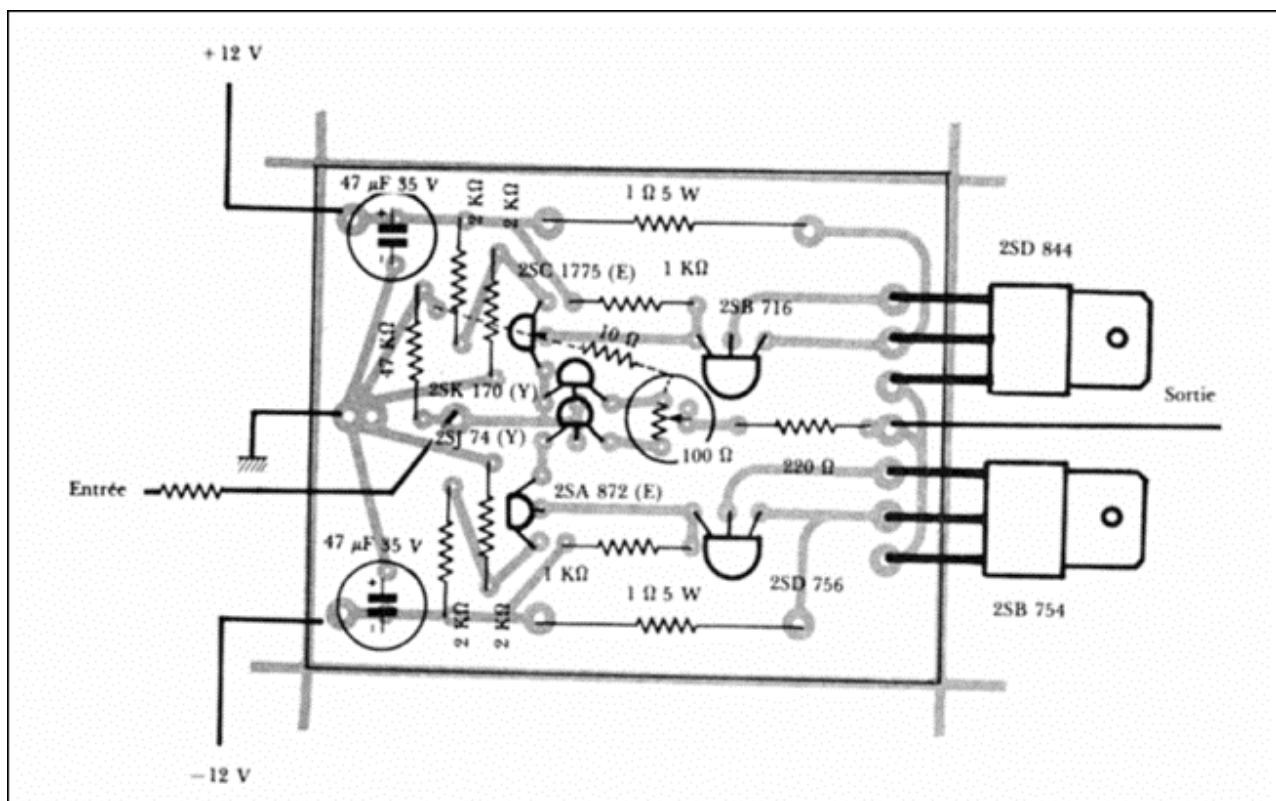 +12 V
47 µF 35 V
2 KΩ
2 KΩ
1 Ω 5 W
2SD 844
2SC 1775 (E)
1 KΩ
2SB 716
10 Ω
47 KΩ
2SK 170 (Y)
Sortie
2SJ 74 (Y)
100 Ω
220 Ω
Entrée
2SA 872 (E)
47 µF 35 V
1 KΩ
2SD 756
2 KΩ
2 KΩ
1 Ω 5 W
2SB 754
−12 V